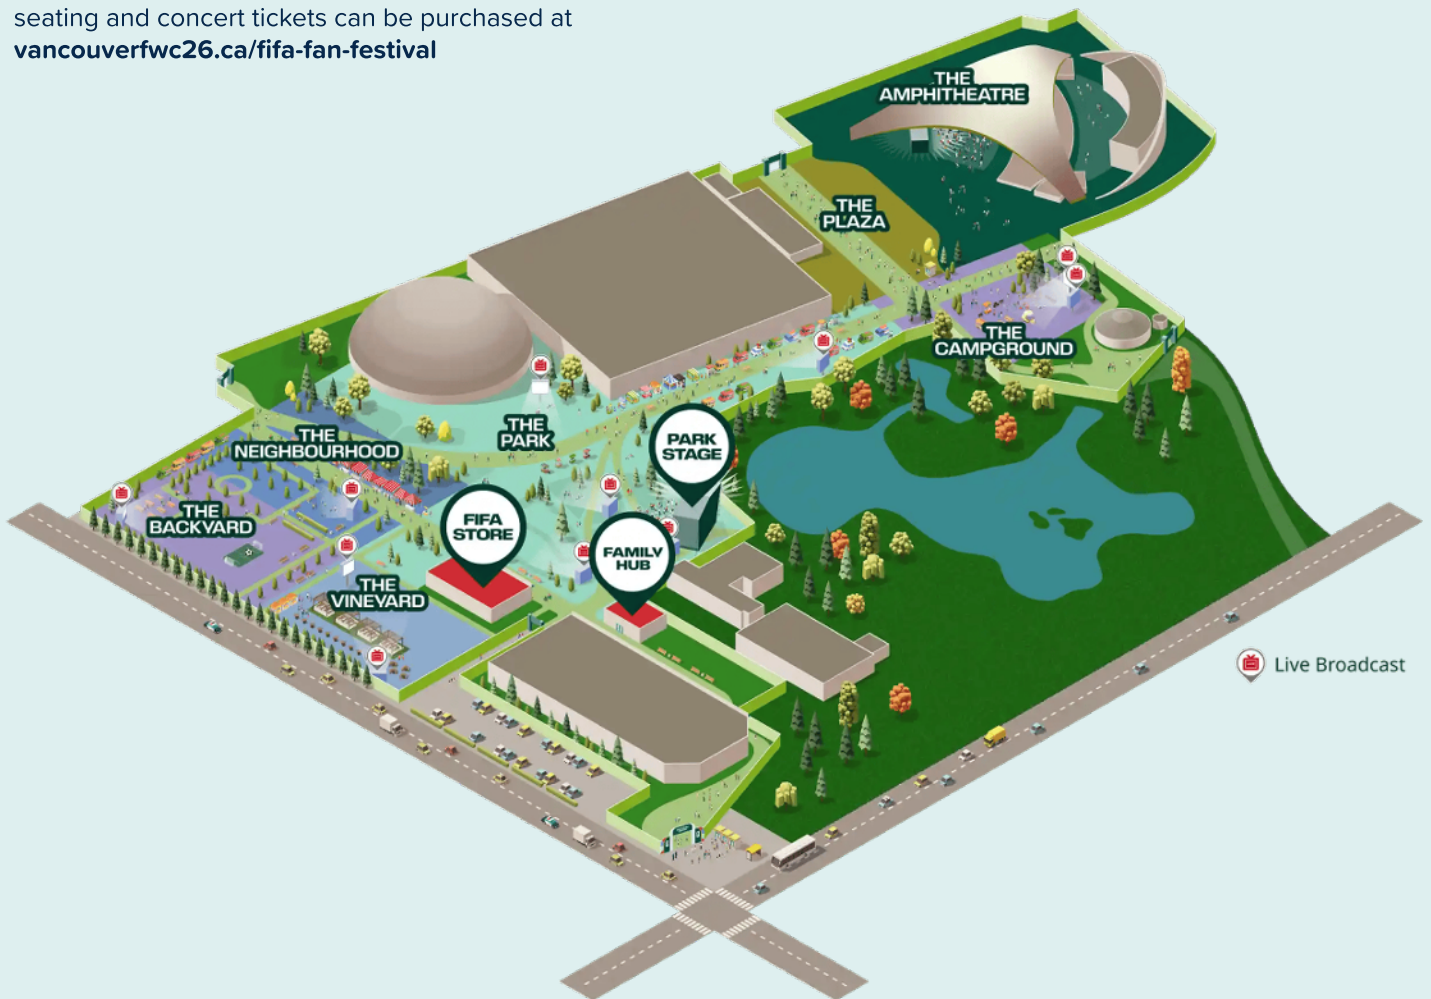 seating and concert tickets can be purchased at
vancouverfwc26.ca/fifa-fan-festival
THE
AMPHITHEATRE
THE
PLAZA
THE
CAMPGROUND
THE
PARK
PARK
STAGE
THE
NEIGHBOURHOOD
THE
BACKYARD
FIFA
STORE
FAMILY
HUB
THE
VINEYARD
Live Broadcast